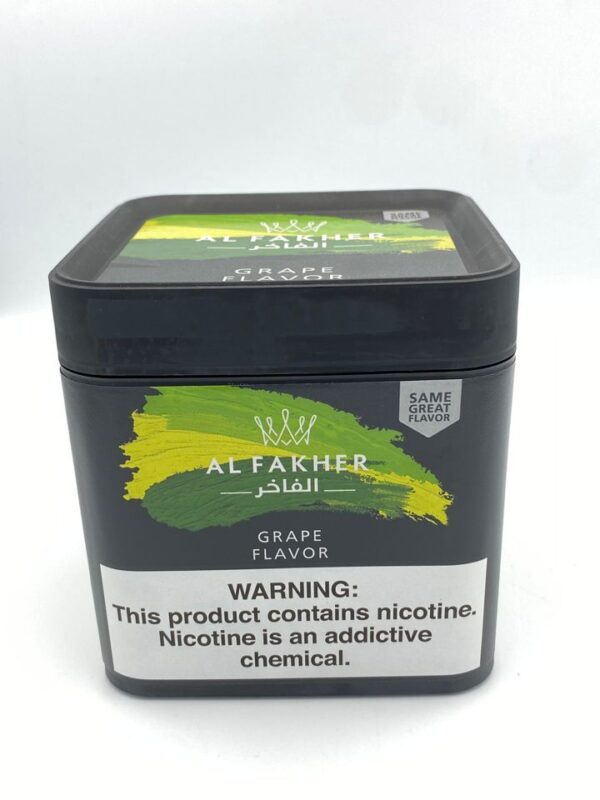 AL FAKHER
الفاخر
GRAPE
FLAVOR
SAME
GREAT
FLAVOR
AL FAKHER
الفاخر
GRAPE
FLAVOR
WARNING:
This product contains nicotine.
Nicotine is an addictive
chemical.